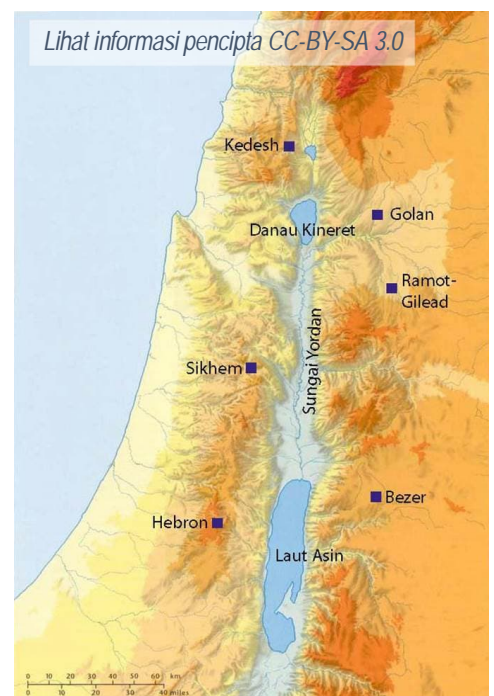 Lihat informasi pencipta CC-BY-SA 3.0
Kedesh
Golan
Danau Kineret
Ramot-
Gilead
Sungai Yordan
Sikhem
Bezer
Hebron
Laut Asin
0 10 20 30 40 50 60 km
0 10 20 30 40 miles